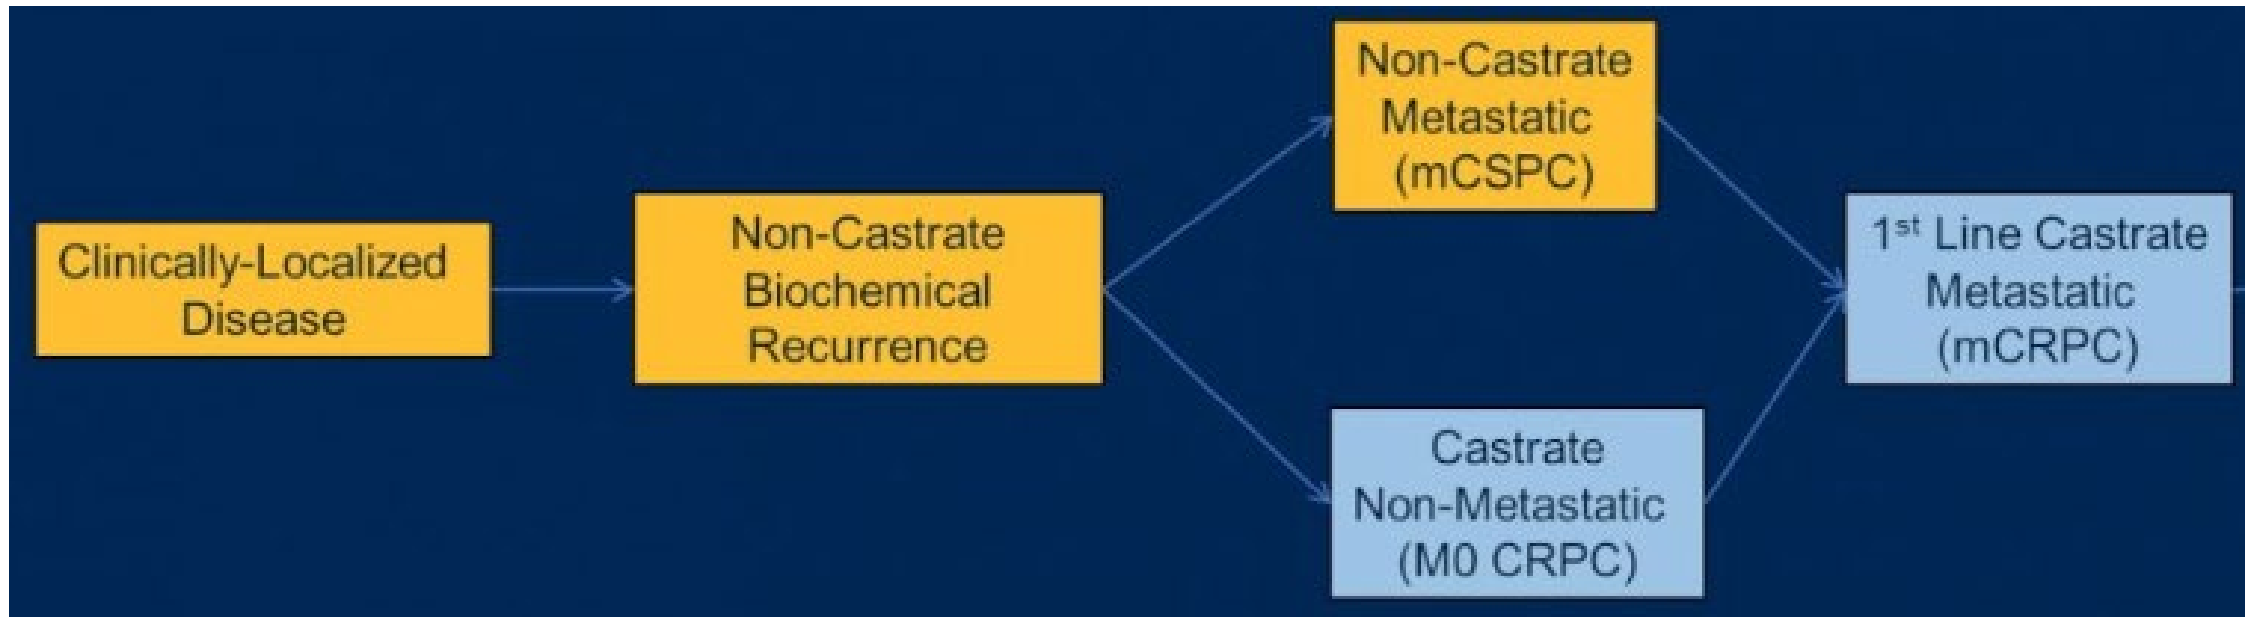 Clinically-Localized
Disease
Non-Castrate
Biochemical
Recurrence
Non-Castrate
Metastatic
(mCSPC)
Castrate
Non-Metastatic
(M0 CRPC)
1st Line Castrate
Metastatic
(mCRPC)